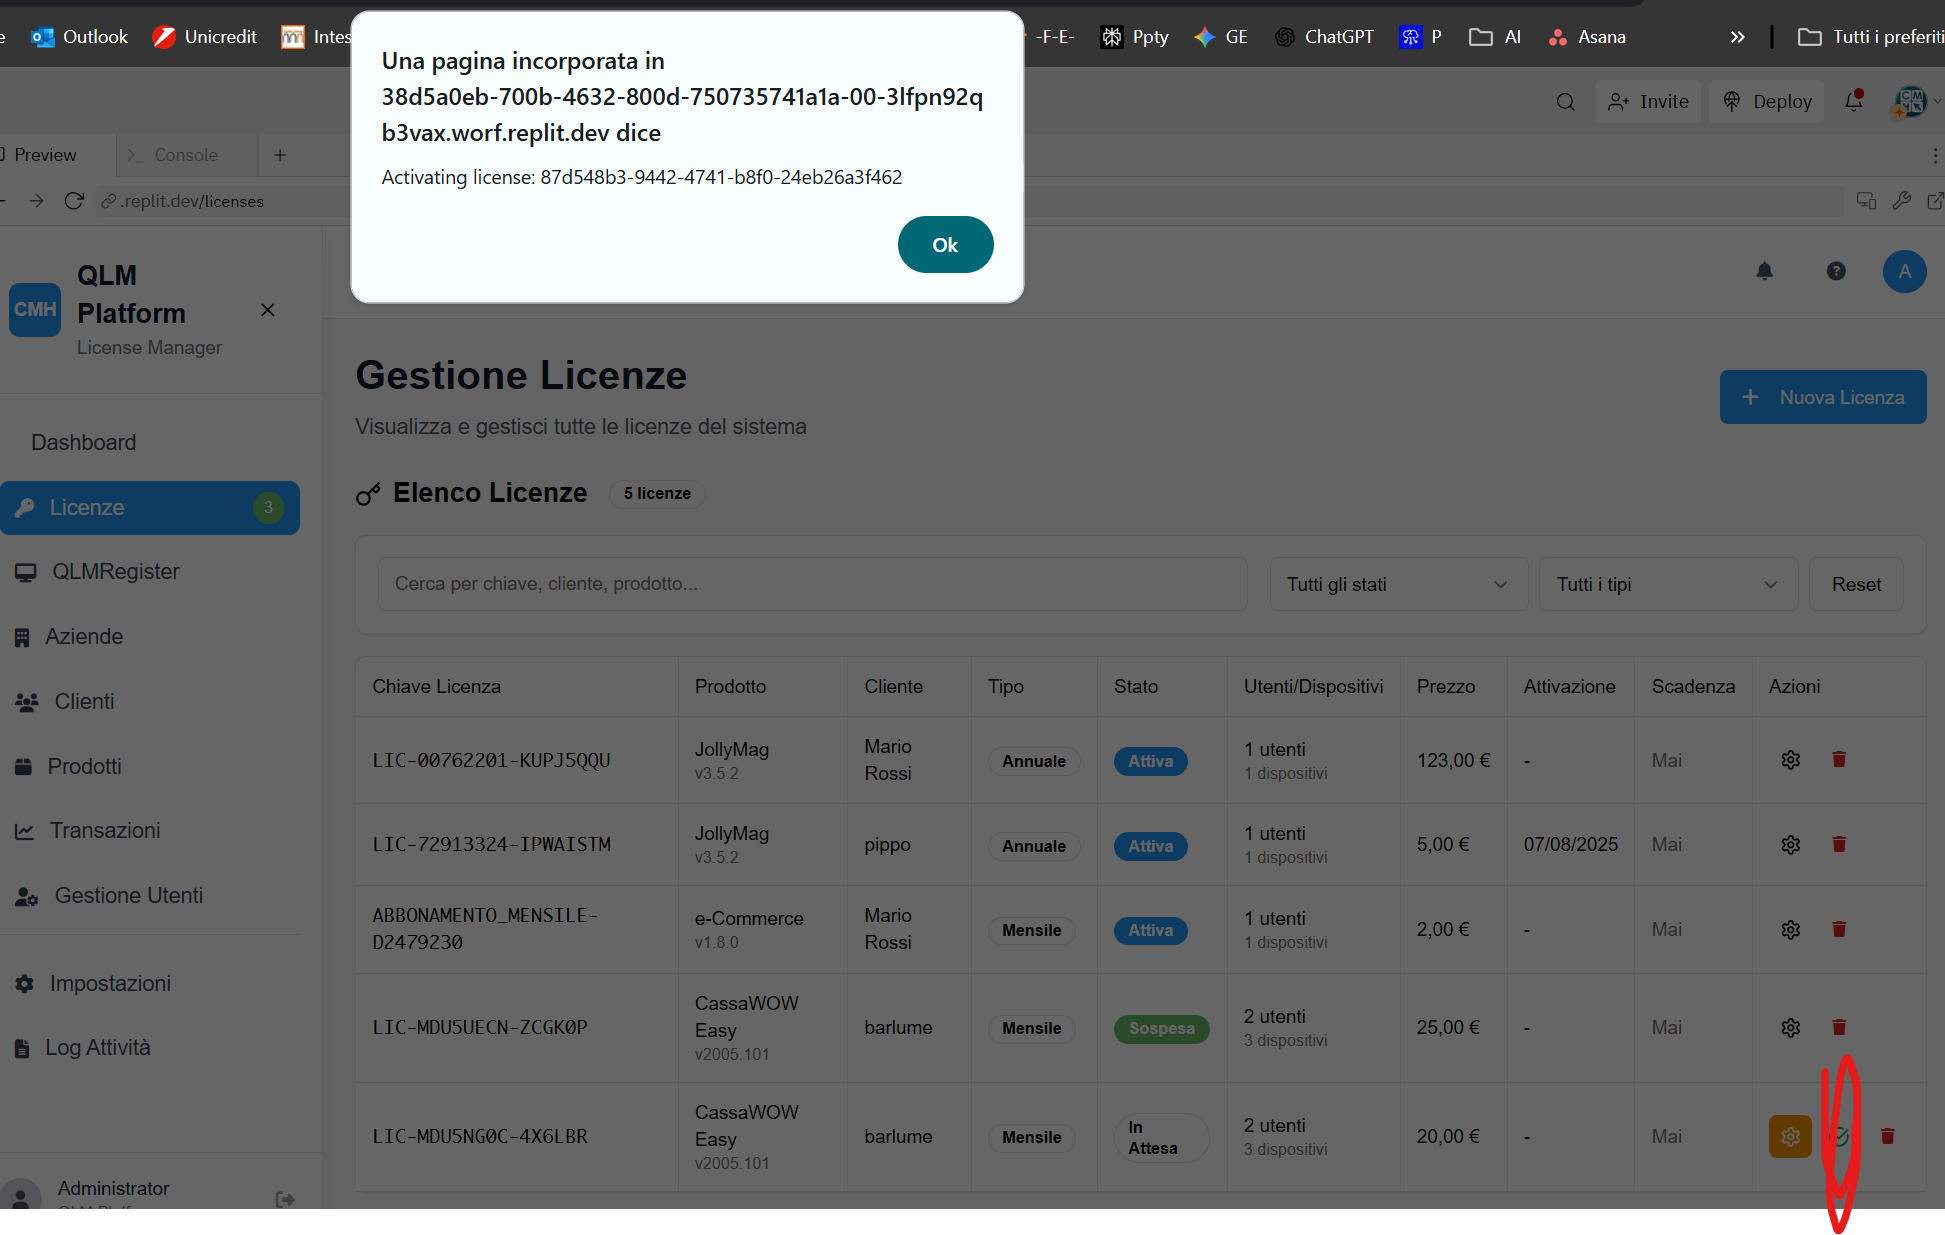 Outlook
Unicredit
Intes
-F-E-
Ppty
GE
ChatGPT
P
AI
Asana
Tutti i preferiti
Una pagina incorporata in
38d5a0eb-700b-4632-800d-750735741a1a-00-3lfpn92q
b3vax.worf.replit.dev dice
Activating license: 87d548b3-9442-4741-b8f0-24eb26a3f462
Ok
Invite
Deploy
Preview
Console
.replit.dev/licenses
CMH
QLM
Platform
License Manager
A
Gestione Licenze
Visualizza e gestisci tutte le licenze del sistema
Nuova Licenza
Dashboard
Licenze 3
QLMRegister
Aziende
Clienti
Prodotti
Transazioni
Gestione Utenti
Impostazioni
Log Attività
Administrator
Elenco Licenze 5 licenze
Cerca per chiave, cliente, prodotto...
Tutti gli stati
Tutti i tipi
Reset
Chiave Licenza Prodotto Cliente Tipo Stato Utenti/Dispositivi Prezzo Attivazione Scadenza Azioni
LIC-00762201-KUPJ5QQU
JollyMag
v3.5.2
Mario
Rossi
Annuale
Attiva
1 utenti
1 dispositivi
123,00 €
-
Mai
LIC-72913324-IPWAISTM
JollyMag
v3.5.2
pippo
Annuale
Attiva
1 utenti
1 dispositivi
5,00 €
07/08/2025
Mai
ABBONAMENTO_MENSILE-
D2479230
e-Commerce
v1.8.0
Mario
Rossi
Mensile
Attiva
1 utenti
1 dispositivi
2,00 €
-
Mai
LIC-MDU5UECN-ZCGK0P
CassaWOW
Easy
v2005.101
barlume
Mensile
Sospesa
2 utenti
3 dispositivi
25,00 €
-
Mai
LIC-MDU5NG0C-4X6LBR
CassaWOW
Easy
v2005.101
barlume
Mensile
In
Attesa
2 utenti
3 dispositivi
20,00 €
-
Mai